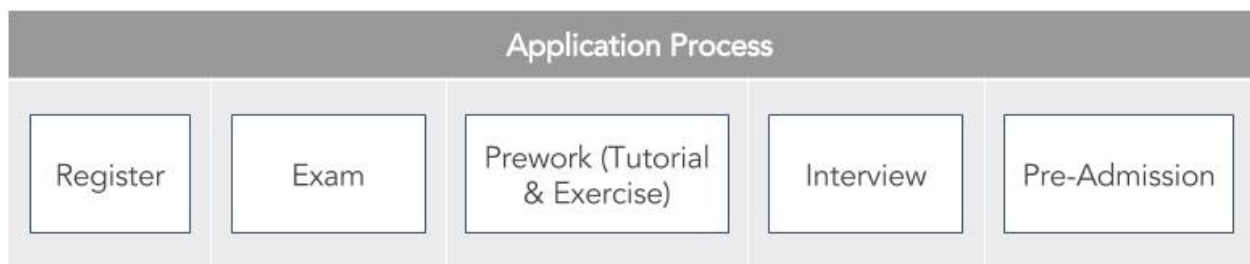 Application Process
Register
Exam
Prework (Tutorial
& Exercise)
Interview
Pre-Admission